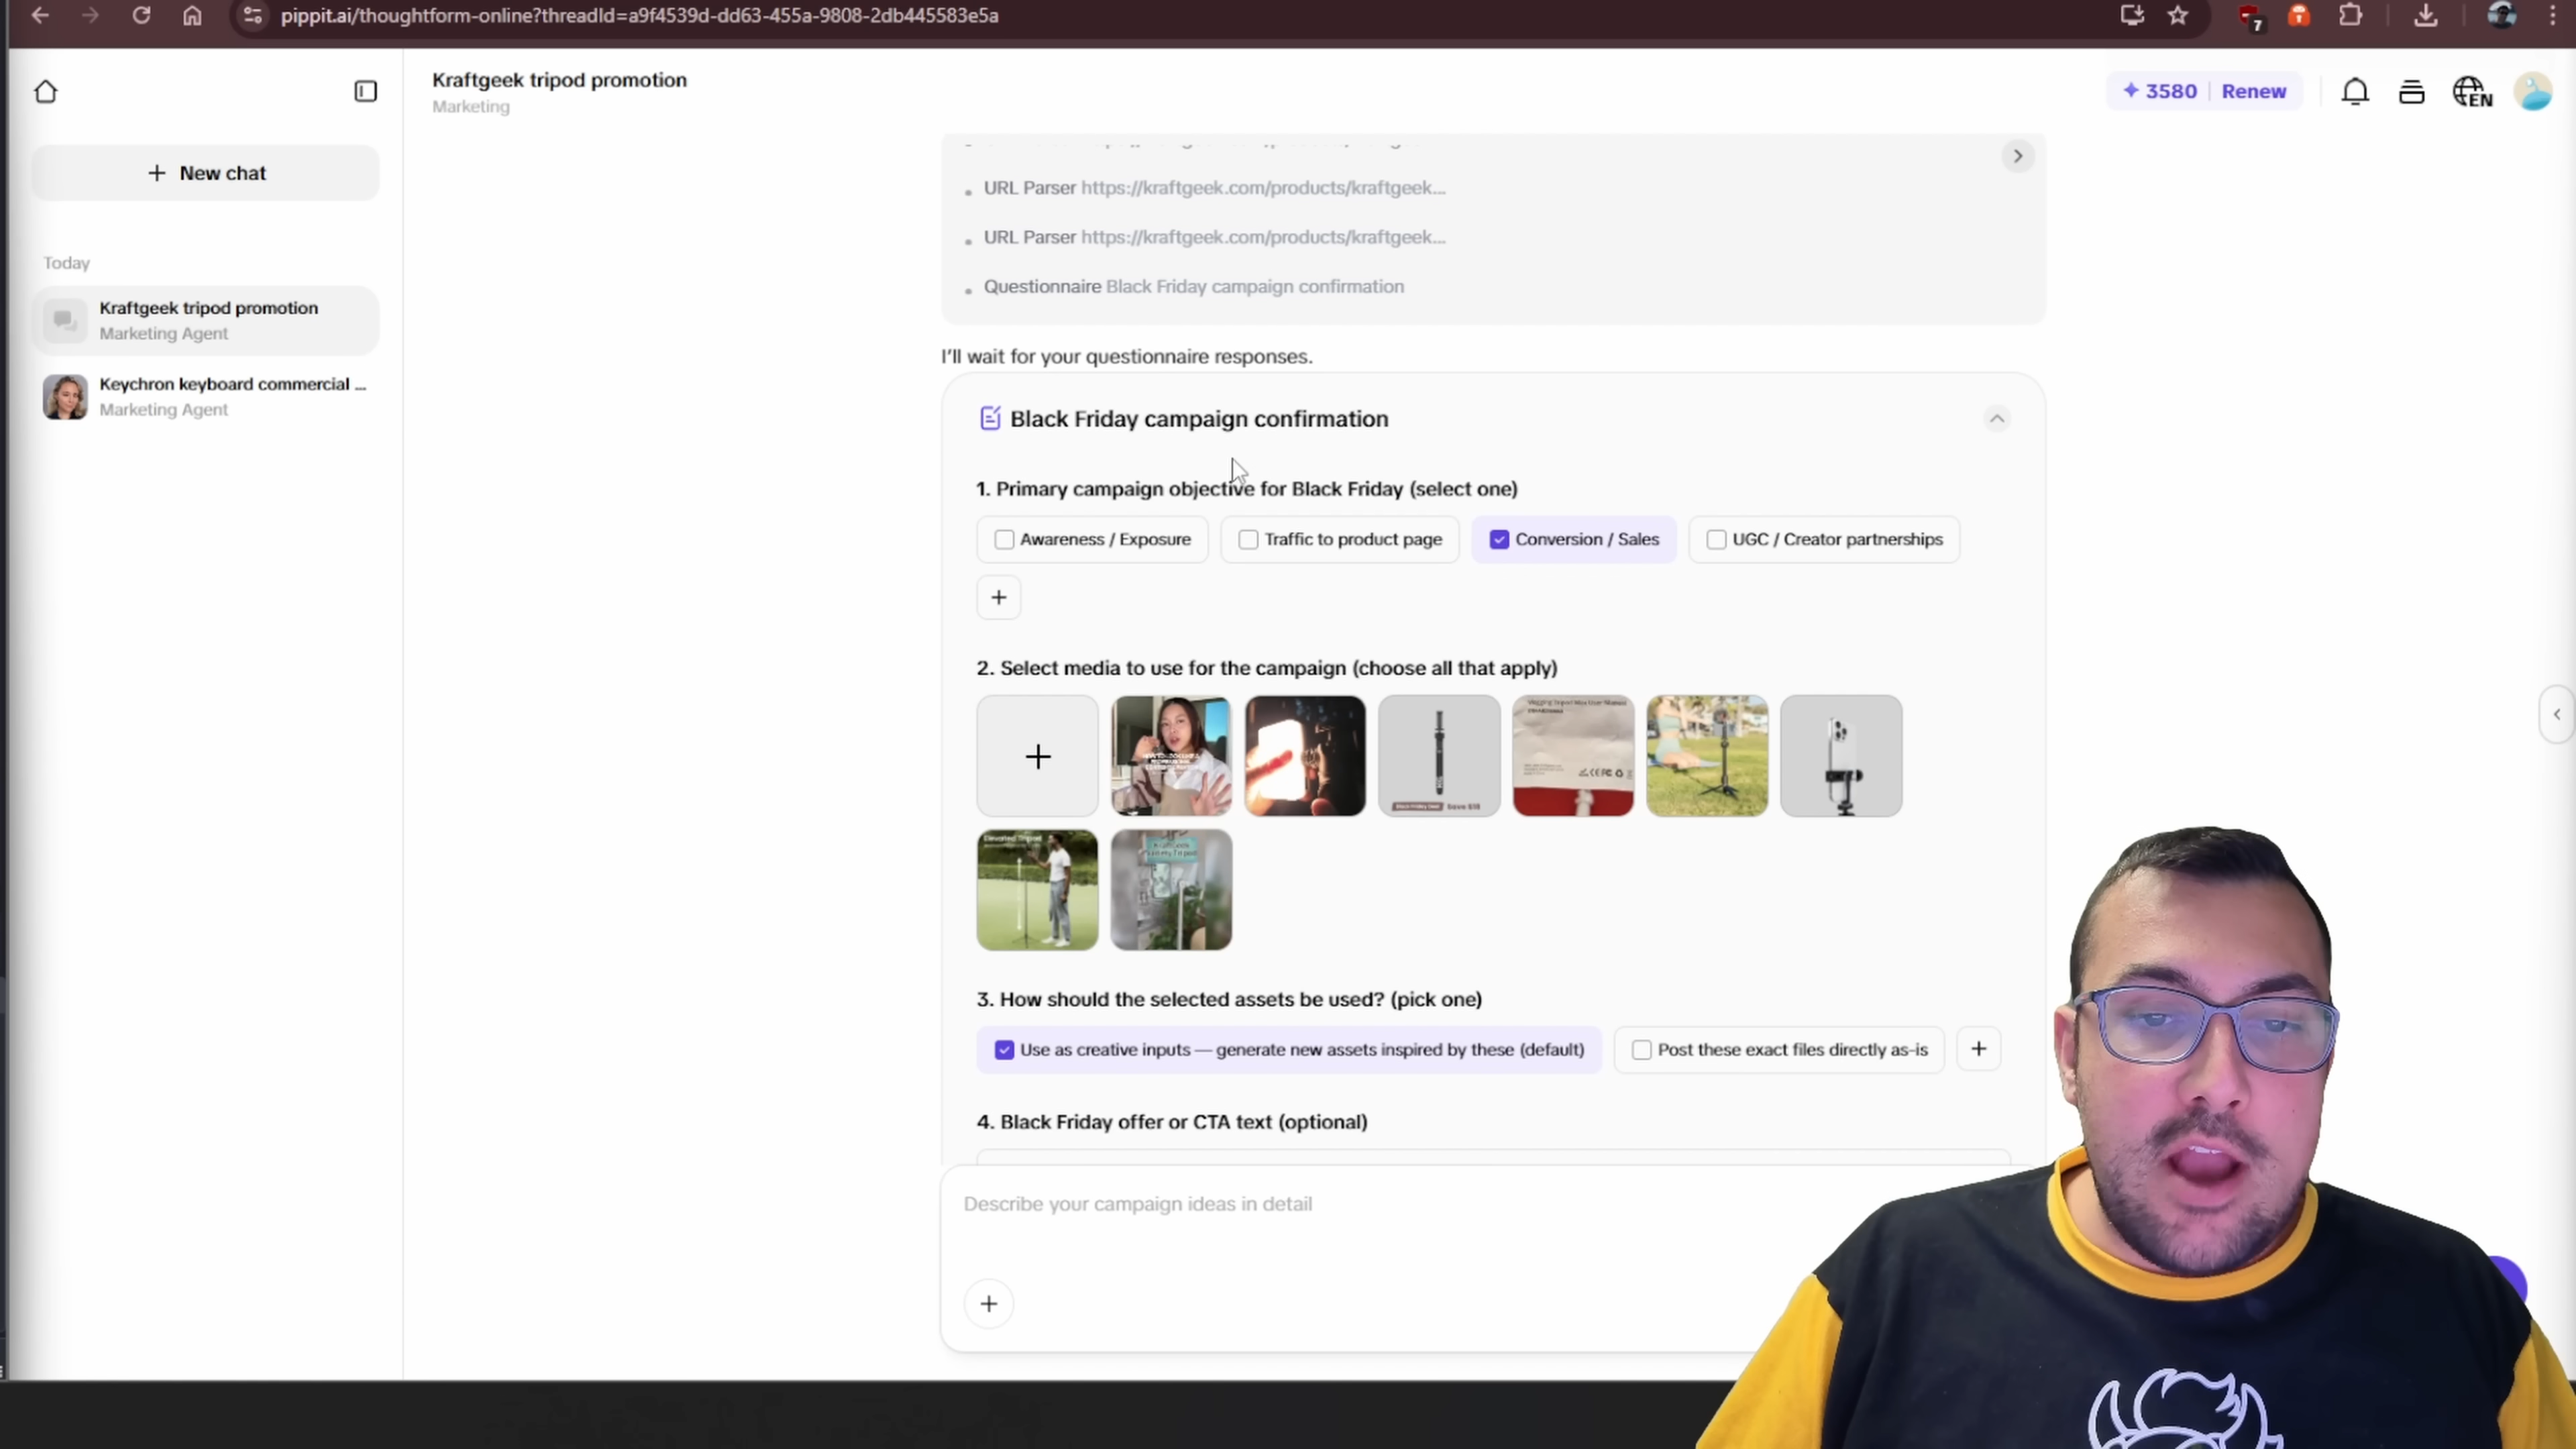 pippit.ai/thoughtform-online?threadId=a9f4539d-dd63-455a-9808-2db445583e5a
7
Kraftgeek tripod promotion
Marketing
3580 | Renew
EN
New chat
Today
Kraftgeek tripod promotion
Marketing Agent
Keychron keyboard commercial ...
Marketing Agent
URL Parser https://kraftgeek.com/products/kraftgeek...
URL Parser https://kraftgeek.com/products/kraftgeek...
Questionnaire Black Friday campaign confirmation
I'll wait for your questionnaire responses.
Black Friday campaign confirmation
1. Primary campaign objective for Black Friday (select one)
Awareness / Exposure
Traffic to product page
Conversion / Sales
UGC / Creator partnerships
2. Select media to use for the campaign (choose all that apply)
Elevated Tripod
3. How should the selected assets be used? (pick one)
Use as creative inputs — generate new assets inspired by these (default)
Post these exact files directly as-is
4. Black Friday offer or CTA text (optional)
Describe your campaign ideas in detail